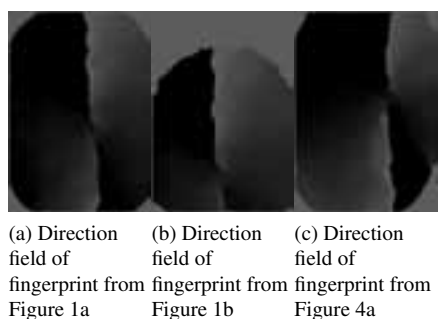 (a) Direction
field of
fingerprint from
Figure 1a
(b) Direction
field of
fingerprint from
Figure 1b
(c) Direction
field of
fingerprint from
Figure 4a